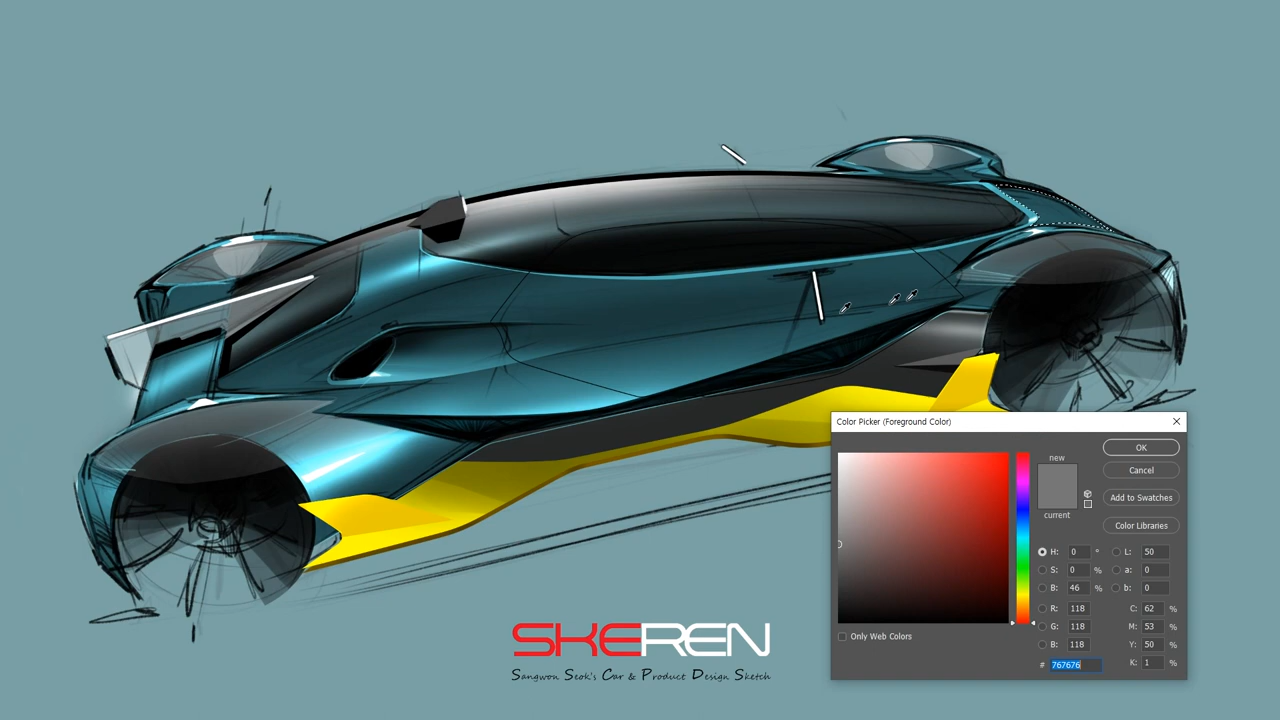 Color Picker (Foreground Color)
new
current
OK
Cancel
Add to Swatches
Color Libraries
H: 0 ° L: 50
S: 0 % a: 0
B: 46 % b: 0
R: 118 C: 62 %
G: 118 M: 53 %
B: 118 Y: 50 %
# 767676 K: 1 %
Only Web Colors
SKEREN
Sangwon Seok's Car & Product Design Sketch